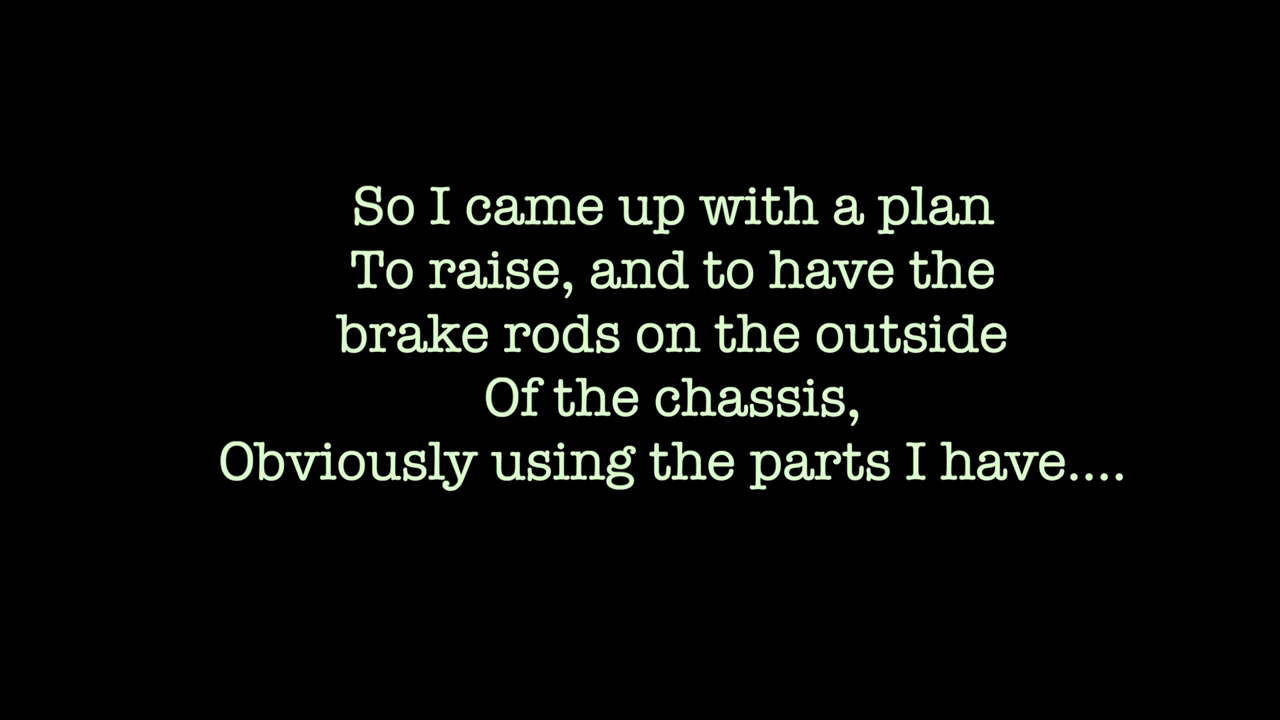 So I came up with a plan
To raise, and to have the
brake rods on the outside
Of the chassis,
Obviously using the parts I have....